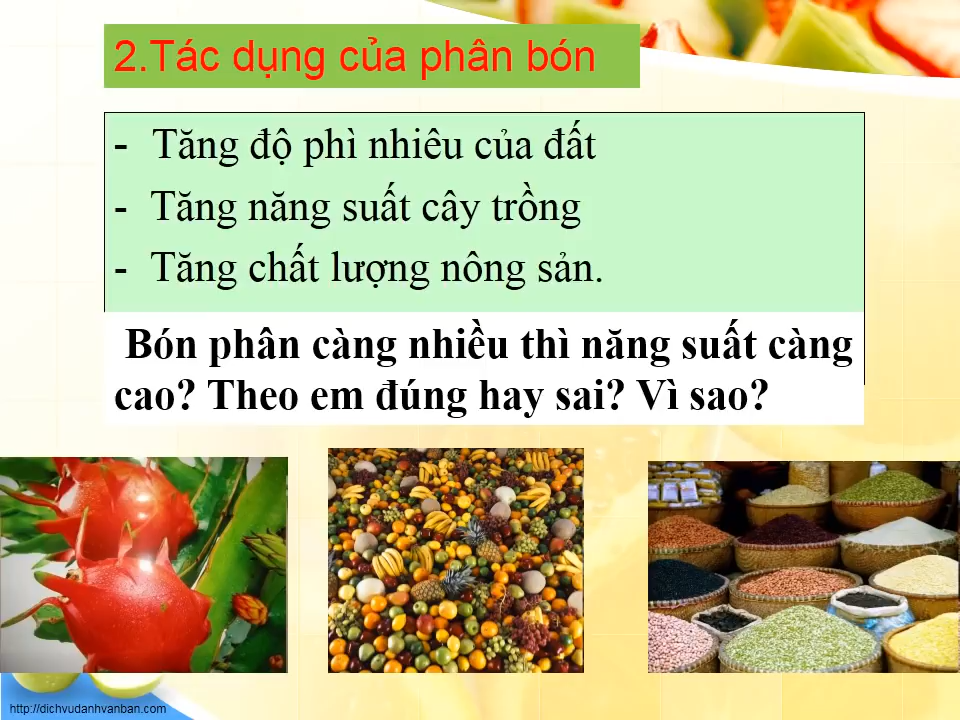 2.Tác dụng của phân bón
- Tăng độ phì nhiêu của đất
- Tăng năng suất cây trồng
- Tăng chất lượng nông sản.
Bón phân càng nhiều thì năng suất càng
cao? Theo em đúng hay sai? Vì sao?
http://dichvudanhvanban.com